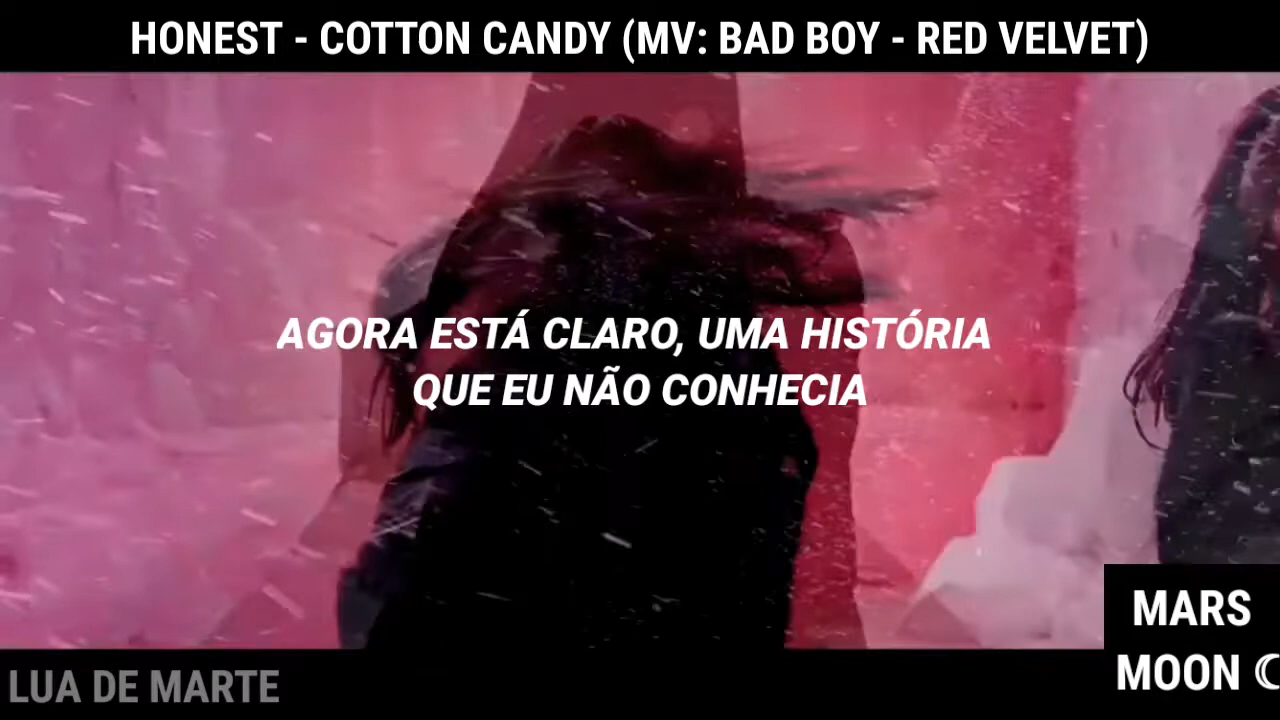 HONEST - COTTON CANDY (MV: BAD BOY - RED VELVET)
AGORA ESTÁ CLARO, UMA HISTÓRIA
QUE EU NÃO CONHECIA
MARS
MOON ☾
LUA DE MARTE